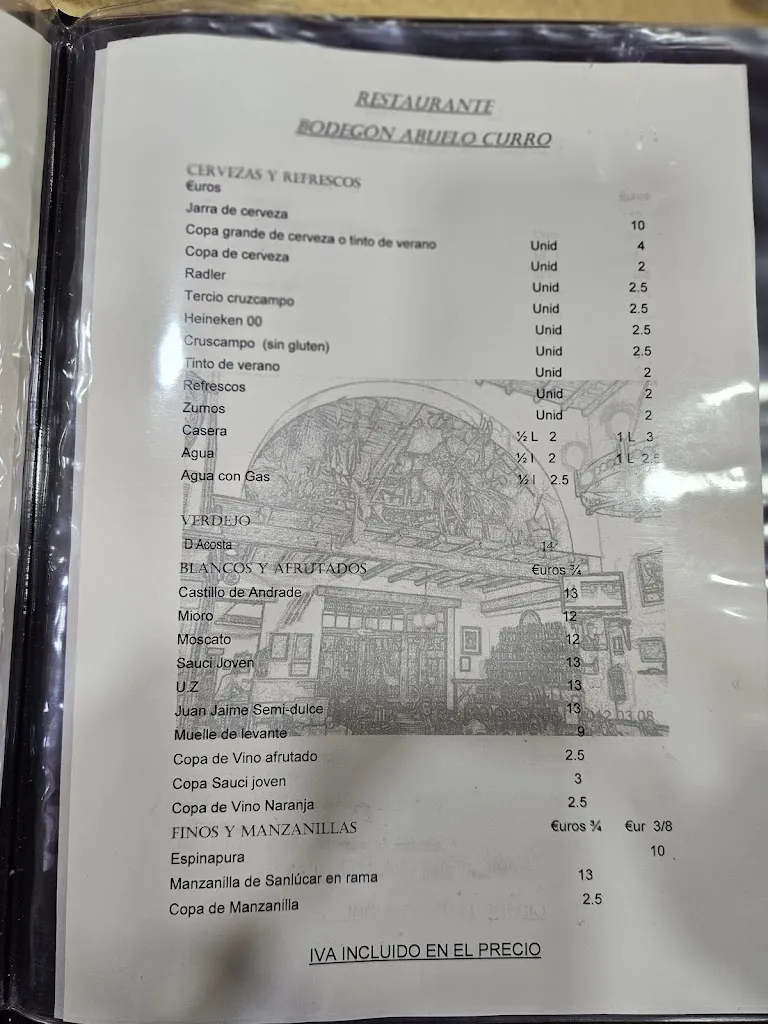 RESTAURANTE
BODEGON ABUELO CURRO
CERVEZAS Y REFRESCOS
€uros
Jarra de cerveza 10
Copa grande de cerveza o tinto de verano Unid 4
Copa de cerveza Unid 2
Radler Unid 2.5
Tercio cruzcampo Unid 2.5
Heineken 00 Unid 2.5
Cruscampo (sin gluten) Unid 2.5
Tinto de verano Unid 2
Refrescos Unid 2
Zumos Unid 2
Casera ½ L 2 1 L 3
Agua ½ l 2 1 L 2.5
Agua con Gas ½ l 2.5
VERDEJO
D Acosta 14
BLANCOS Y AFRUTADOS €uros ¾
Castillo de Andrade 13
Mioro 12
Moscato 12
Sauci Joven 13
U.Z 13
Juan Jaime Semi-dulce 13
Muelle de levante 9
Copa de Vino afrutado 2.5
Copa Sauci joven 3
Copa de Vino Naranja 2.5
FINOS Y MANZANILLAS €uros ¾ €ur 3/8
Espinapura 10
Manzanilla de Sanlúcar en rama 13
Copa de Manzanilla 2.5
IVA INCLUIDO EN EL PRECIO